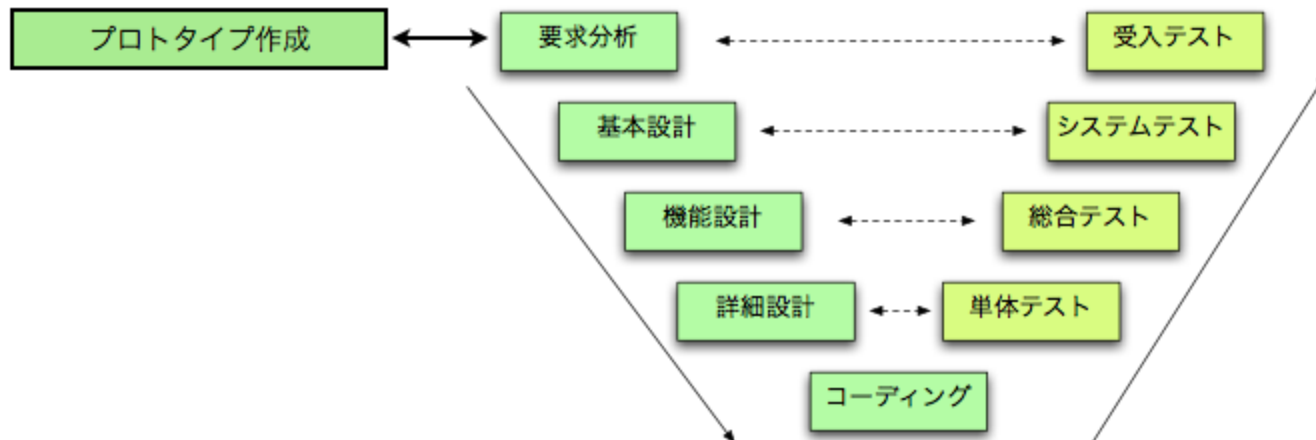 プロトタイプ作成
要求分析
受入テスト
基本設計
システムテスト
機能設計
総合テスト
詳細設計
単体テスト
コーディング